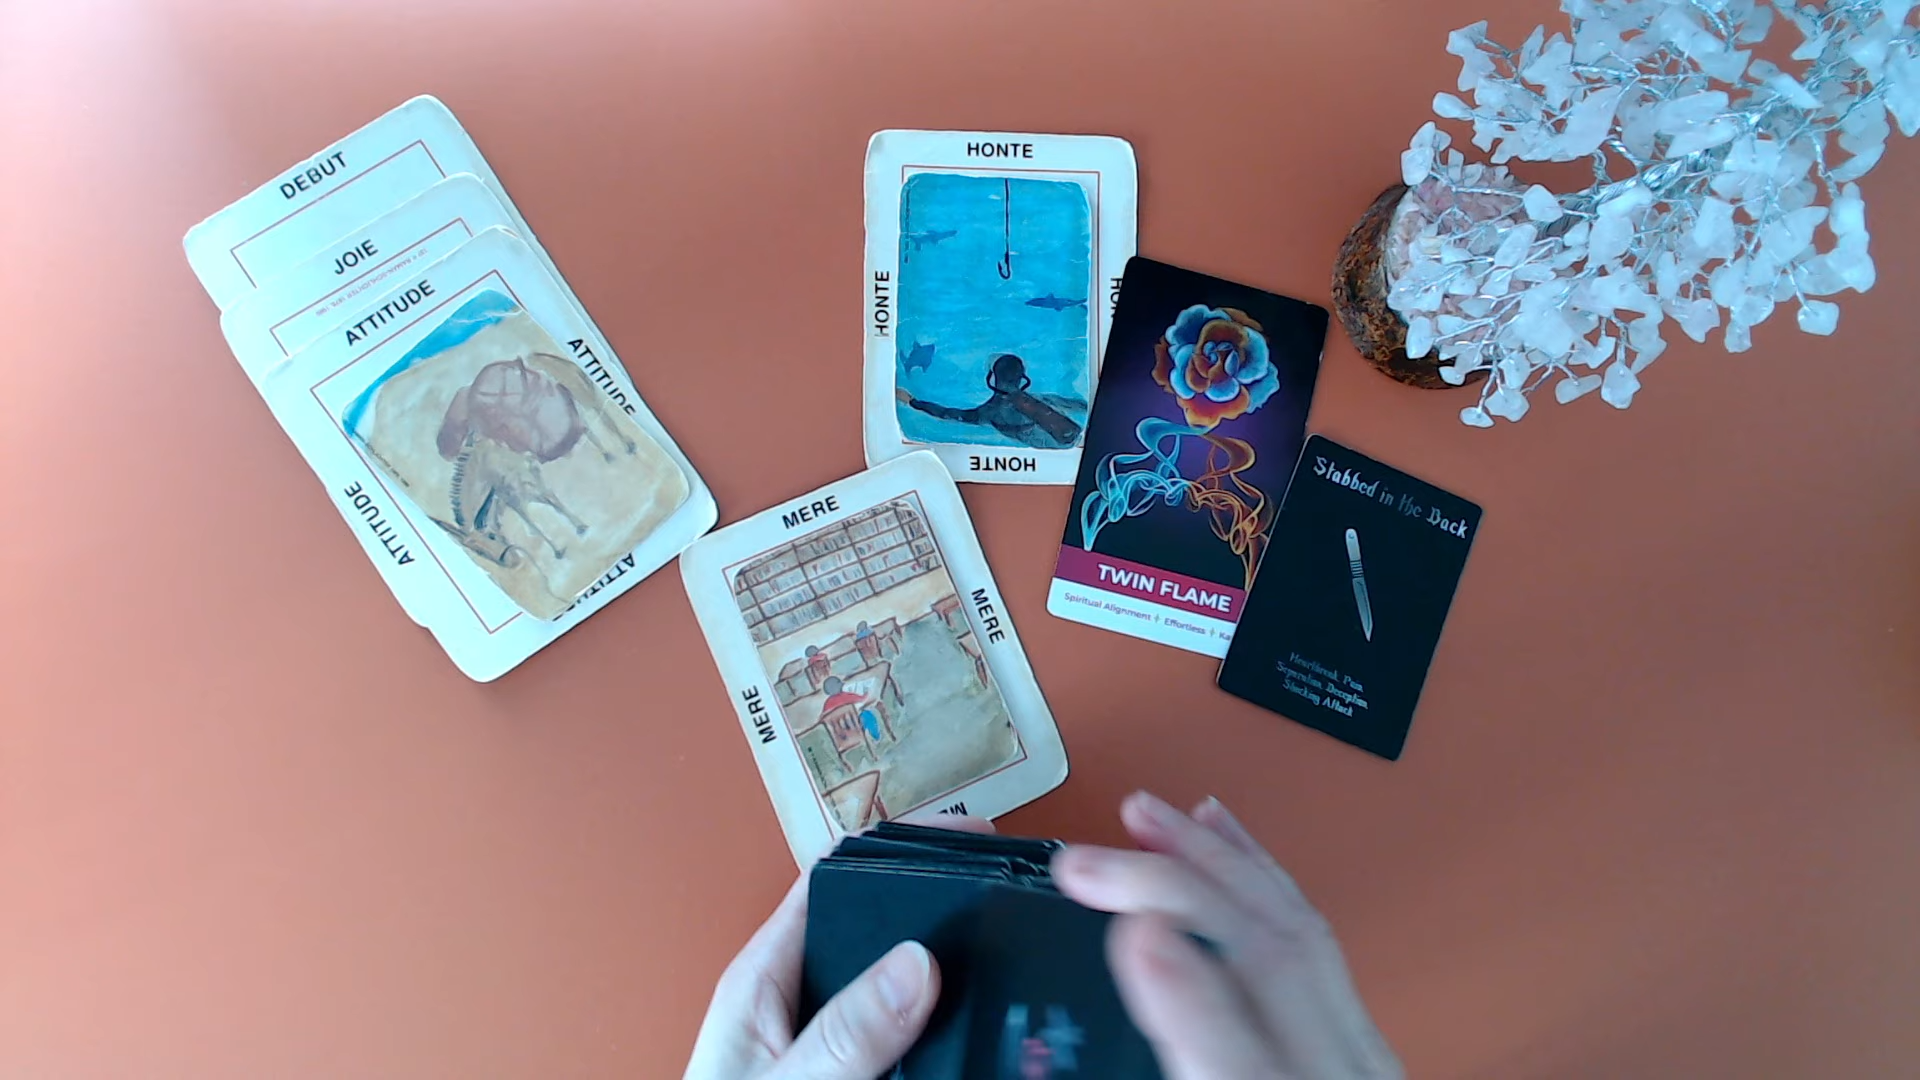 DEBUT
JOIE
ATTITUDE
ATTITUDE
ATTITUDE
HONTE
HONTE
HONTE
MERE
MERE
MERE
TWIN FLAME
Spiritual Alignment + Effortless + Ka
Stabbed in the Back
Heartbreak Pain
Separation Deception
Shocking Attack